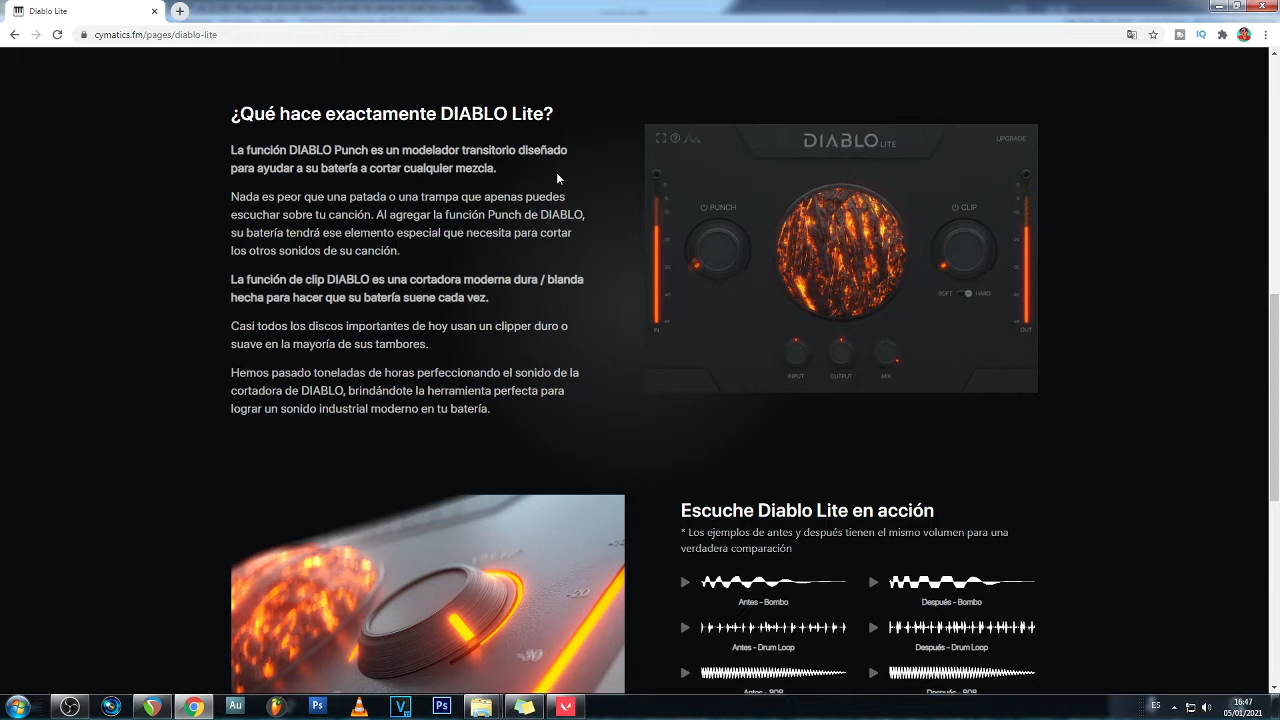 Diablo Lite
cymatics.fm/pages/diablo-lite
¿Qué hace exactamente DIABLO Lite?
La función DIABLO Punch es un modelador transitorio diseñado
para ayudar a su batería a cortar cualquier mezcla.
Nada es peor que una patada o una trampa que apenas puedes
escuchar sobre tu canción. Al agregar la función Punch de DIABLO,
su batería tendrá ese elemento especial que necesita para cortar
los otros sonidos de su canción.
La función de clip DIABLO es una cortadora moderna dura / blanda
hecha para hacer que su batería suene cada vez.
Casi todos los discos importantes de hoy usan un clipper duro o
suave en la mayoría de sus tambores.
Hemos pasado toneladas de horas perfeccionando el sonido de la
cortadora de DIABLO, brindándote la herramienta perfecta para
lograr un sonido industrial moderno en tu batería.
DIABLO LITE
UPGRADE
PUNCH
CLIP
SOFT HARD
IN
OUT
INPUT OUTPUT MIX
Escuche Diablo Lite en acción
* Los ejemplos de antes y después tienen el mismo volumen para una
verdadera comparación
Antes - Bombo
Después - Bombo
Antes - Drum Loop
Después - Drum Loop
Antes - 808
Después - 808
-20
-30
ES
16:47
05/01/2021